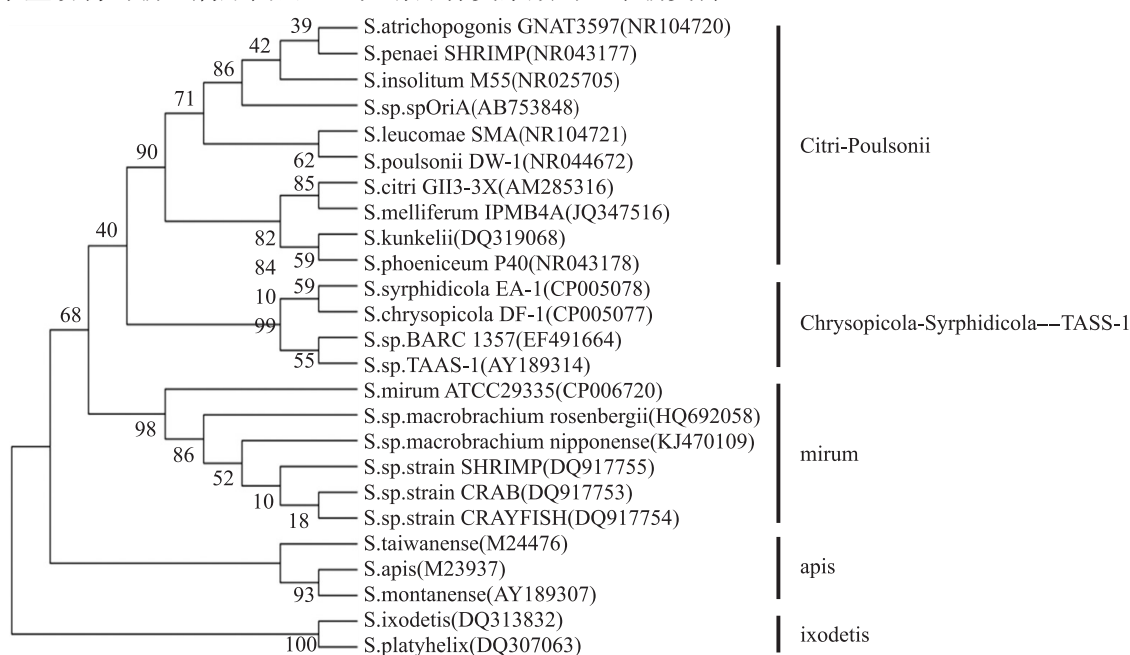 39
S.atrichopogonis GNAT3597(NR104720)
42
S.penaei SHRIMP(NR043177)
86
S.insolitum M55(NR025705)
71
S.sp.spOriA(AB753848)
S.leucomae SMA(NR104721)
Citri-Poulsonii
90
62
S.poulsonii DW-1(NR044672)
85
S.citri GII3-3X(AM285316)
S.melliferum IPMB4A(JQ347516)
40
82
S.kunkelii(DQ319068)
84
59
S.phoeniceum P40(NR043178)
10
59
S.syrphidicola EA-1(CP005078)
68
99
S.chrysopicola DF-1(CP005077)
Chrysopicola-Syrphidicola—TASS-1
S.sp.BARC 1357(EF491664)
55
S.sp.TAAS-1(AY189314)
S.mirum ATCC29335(CP006720)
98
S.sp.macrobrachium rosenbergii(HQ692058)
86
S.sp.macrobrachium nipponense(KJ470109)
mirum
52
S.sp.strain SHRIMP(DQ917755)
10
S.sp.strain CRAB(DQ917753)
18
S.sp.strain CRAYFISH(DQ917754)
S.taiwanense(M24476)
S.apis(M23937)
apis
93
S.montanense(AY189307)
S.ixodetis(DQ313832)
ixodetis
100
S.platyhelix(DQ307063)